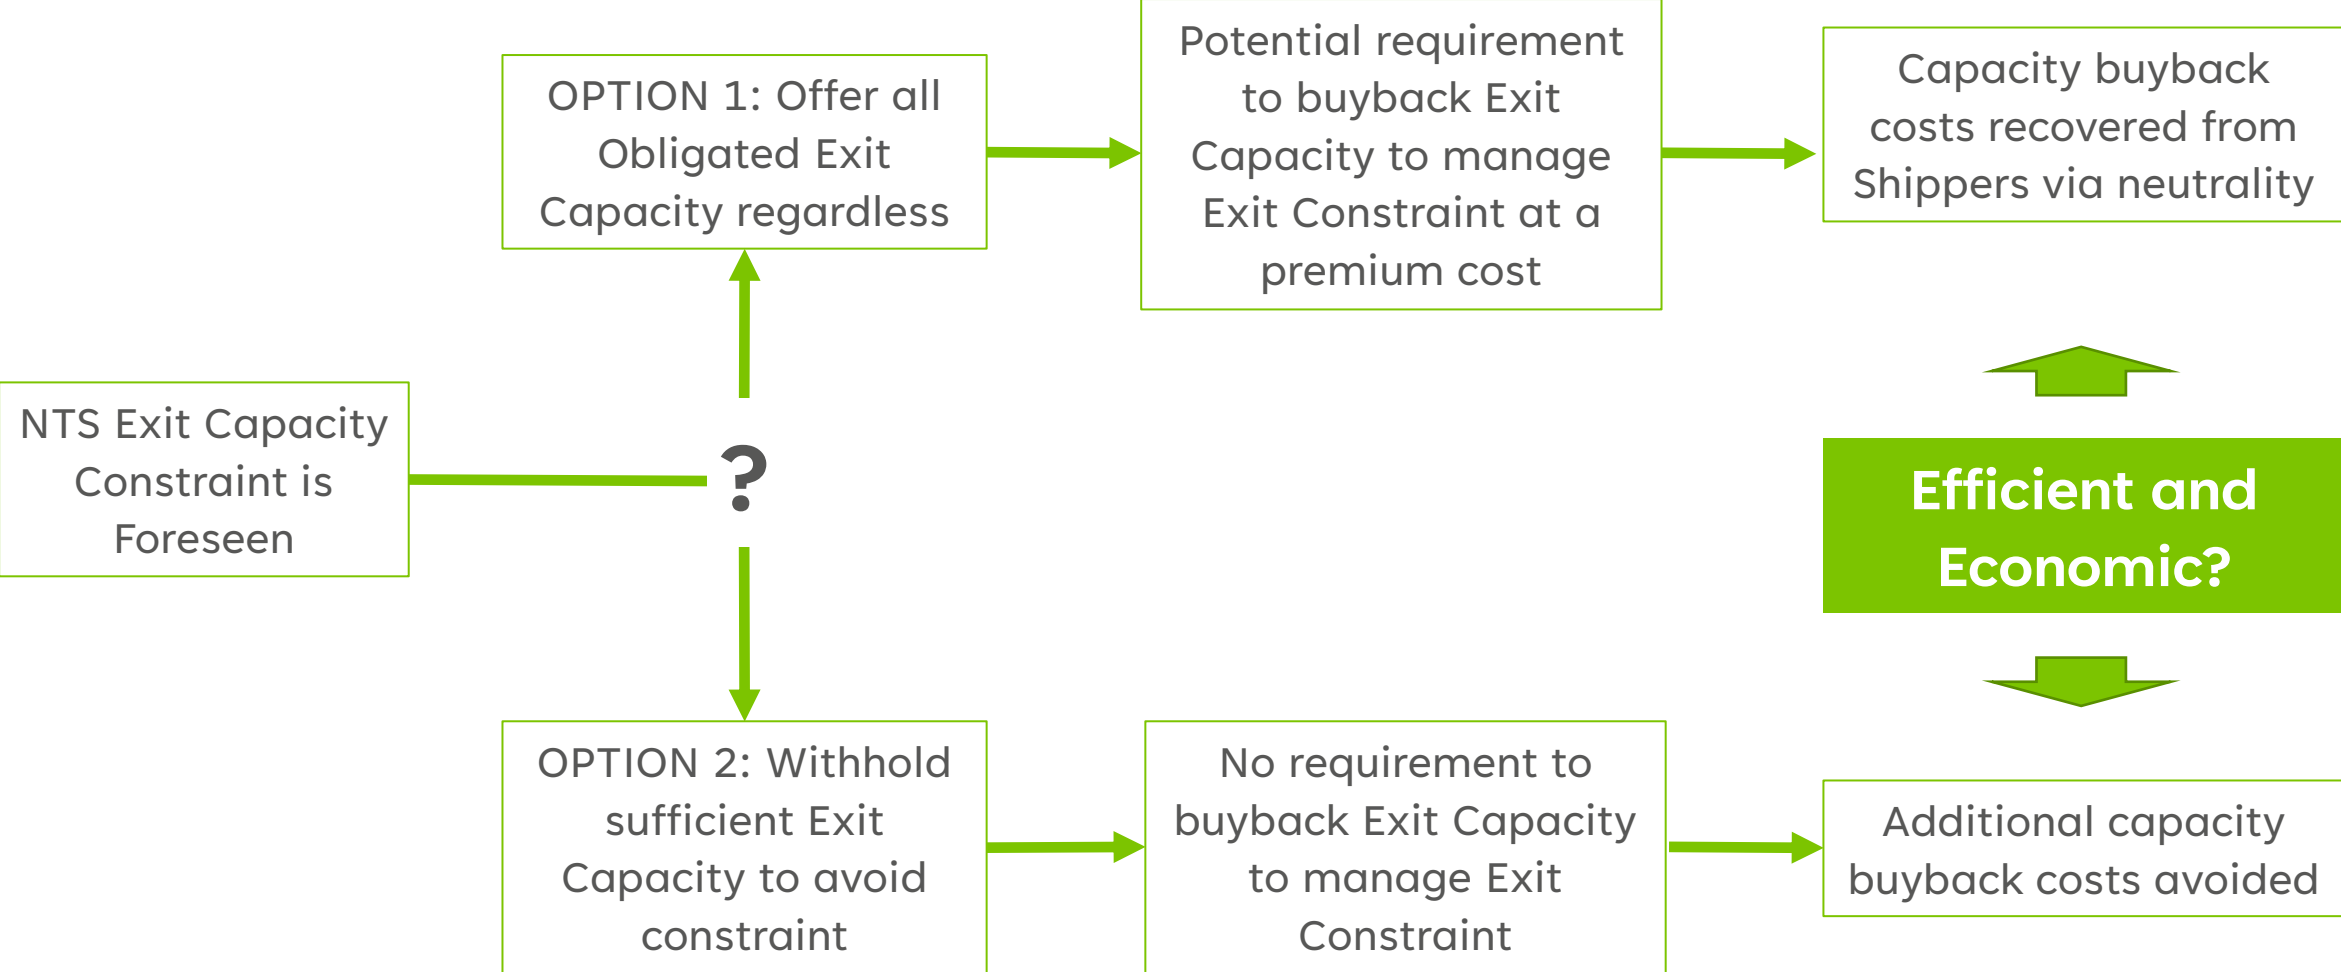 NTS Exit Capacity
Constraint is
Foreseen
?
OPTION 1: Offer all
Obligated Exit
Capacity regardless
Potential requirement
to buyback Exit
Capacity to manage
Exit Constraint at a
premium cost
Capacity buyback
costs recovered from
Shippers via neutrality
Efficient and
Economic?
OPTION 2: Withhold
sufficient Exit
Capacity to avoid
constraint
No requirement to
buyback Exit Capacity
to manage Exit
Constraint
Additional capacity
buyback costs avoided